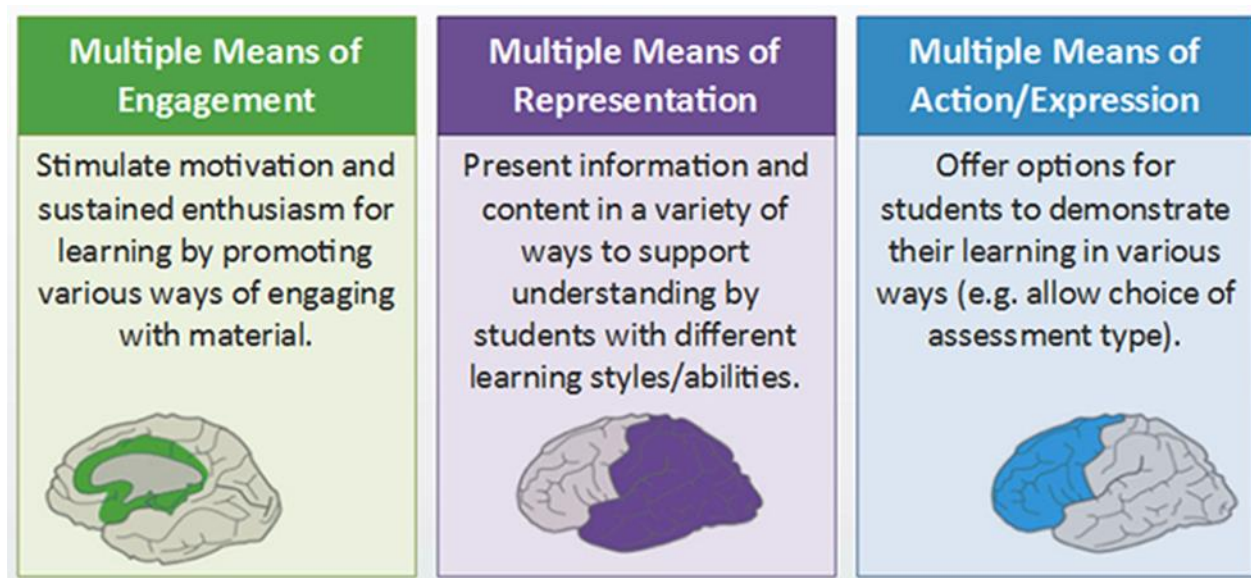 Multiple Means of
Engagement
Stimulate motivation and
sustained enthusiasm for
learning by promoting
various ways of engaging
with material.
Multiple Means of
Representation
Present information and
content in a variety of
ways to support
understanding by
students with different
learning styles/abilities.
Multiple Means of
Action/Expression
Offer options for
students to demonstrate
their learning in various
ways (e.g. allow choice of
assessment type).